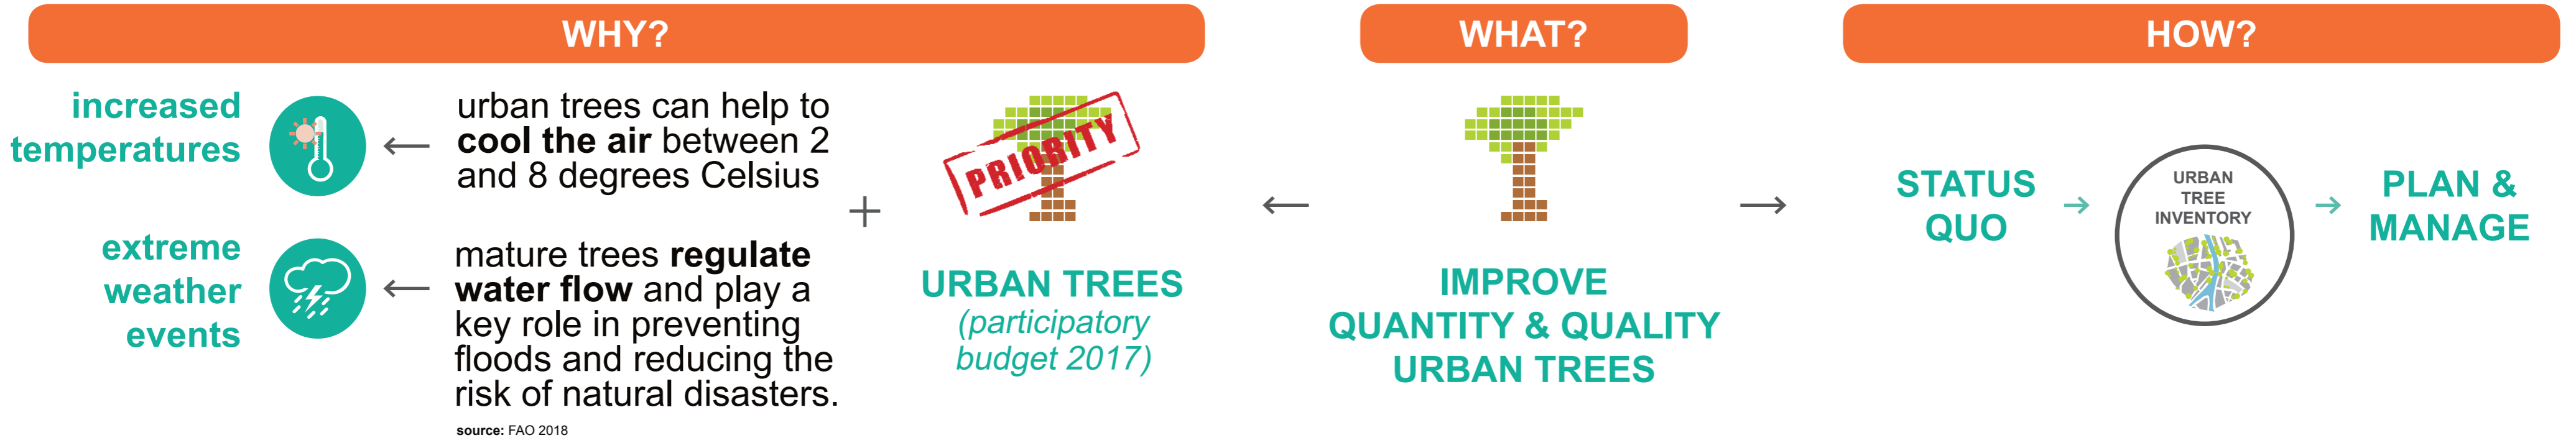 WHY?
increased
temperatures
urban trees can help to
cool the air between 2
and 8 degrees Celsius
extreme
weather
events
mature trees regulate
water flow and play a
key role in preventing
floods and reducing the
risk of natural disasters.
source: FAO 2018
+
PRIORITY
URBAN TREES
(participatory
budget 2017)
WHAT?
IMPROVE
QUANTITY & QUALITY
URBAN TREES
HOW?
STATUS
QUO
URBAN
TREE
INVENTORY
PLAN &
MANAGE